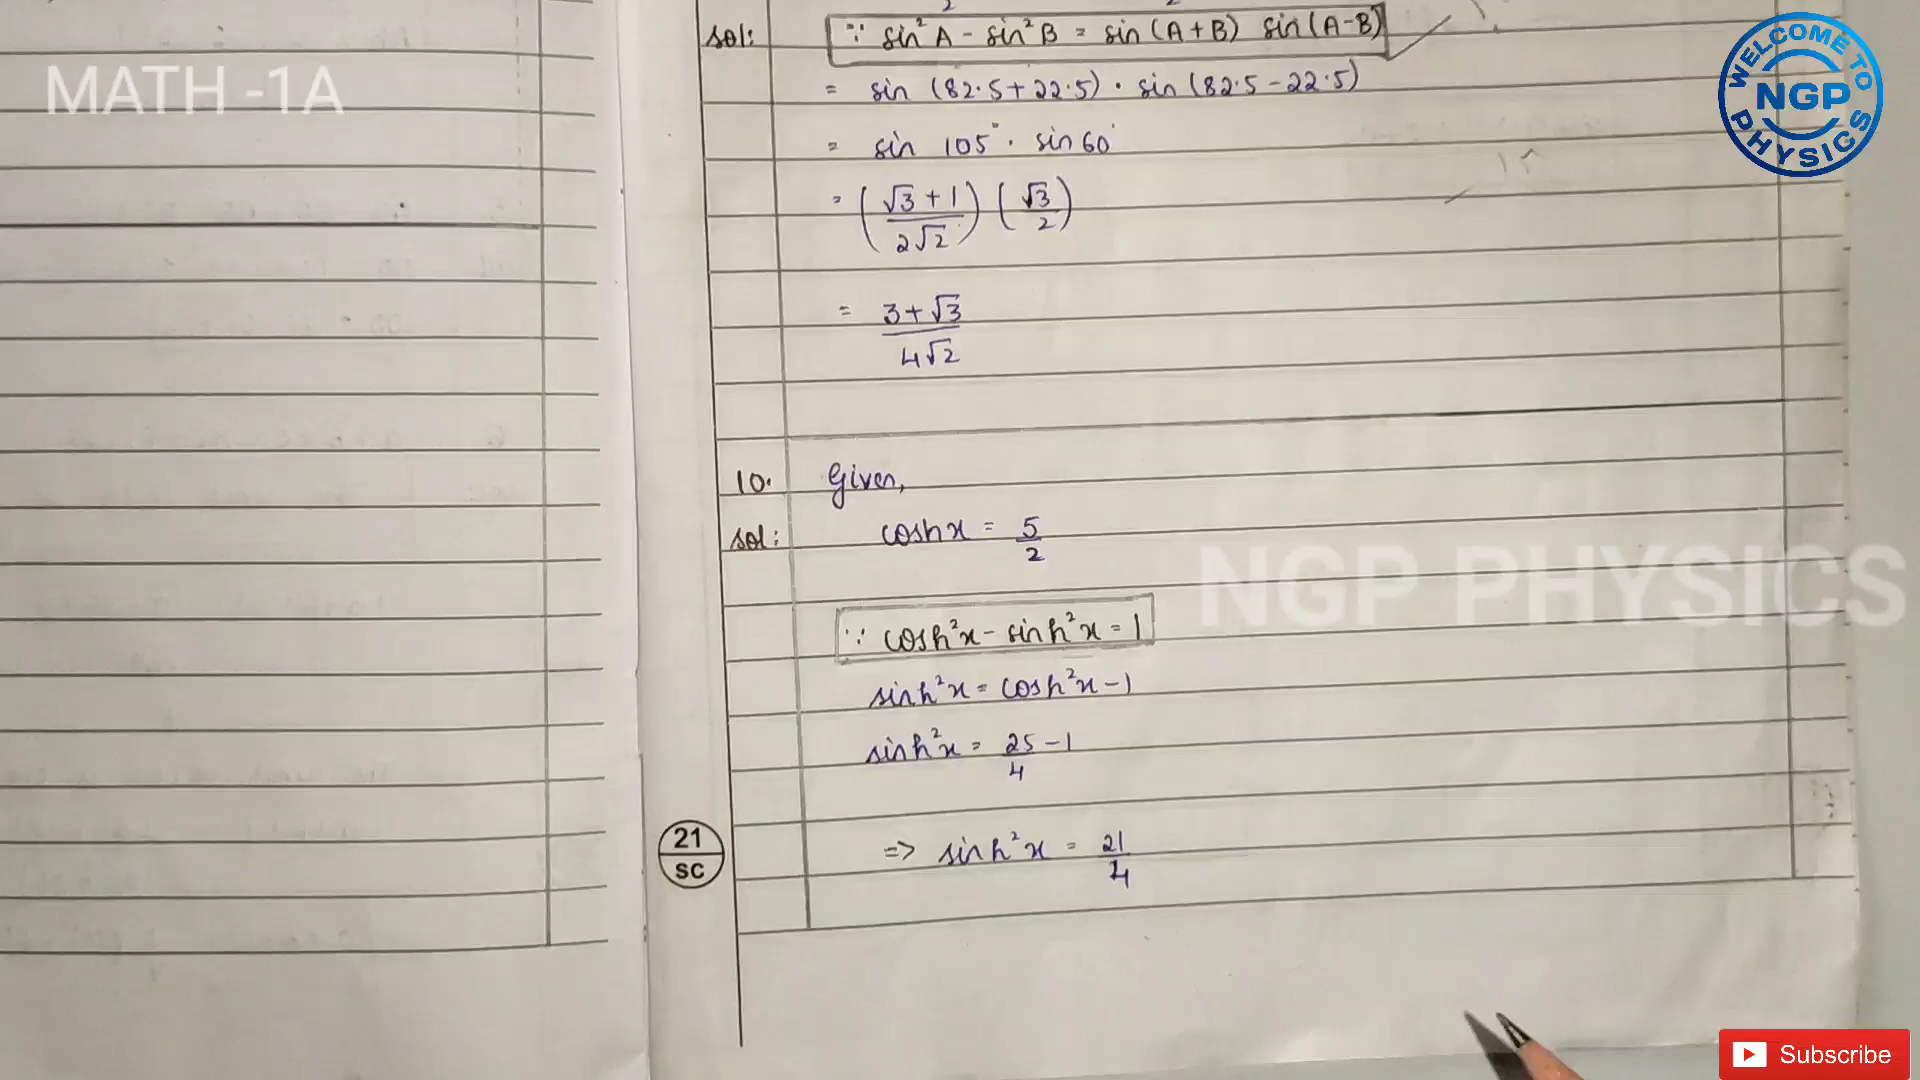 MATH -1A
WELCOME TO
NGP
PHYSICS
sol: ∵ sin²A - sin²B = sin(A+B) sin(A-B)
= sin (82.5+22.5) · sin (82.5-22.5)
= sin 105° · sin 60°
= (√3+1/2√2) (√3/2)
= 3+√3/4√2
10. Given,
sol: coshx = 5/2
∵ cosh²x - sinh²x = 1
sinh²x = cosh²x - 1
sinh²x = 25/4 - 1
=> sinh²x = 21/4
NGP PHYSICS
21
SC
Subscribe